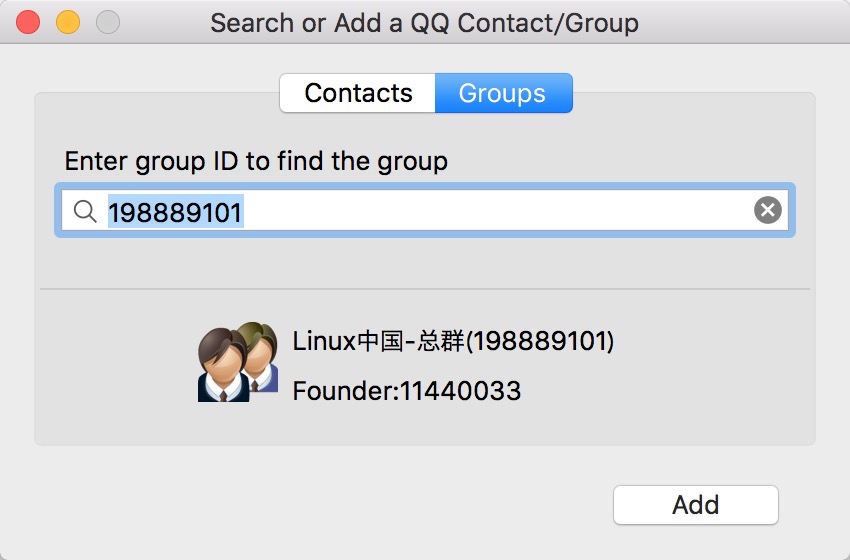 Search or Add a QQ Contact/Group
Contacts
Groups
Enter group ID to find the group
198889101
Linux中国-总群(198889101)
Founder:11440033
Add